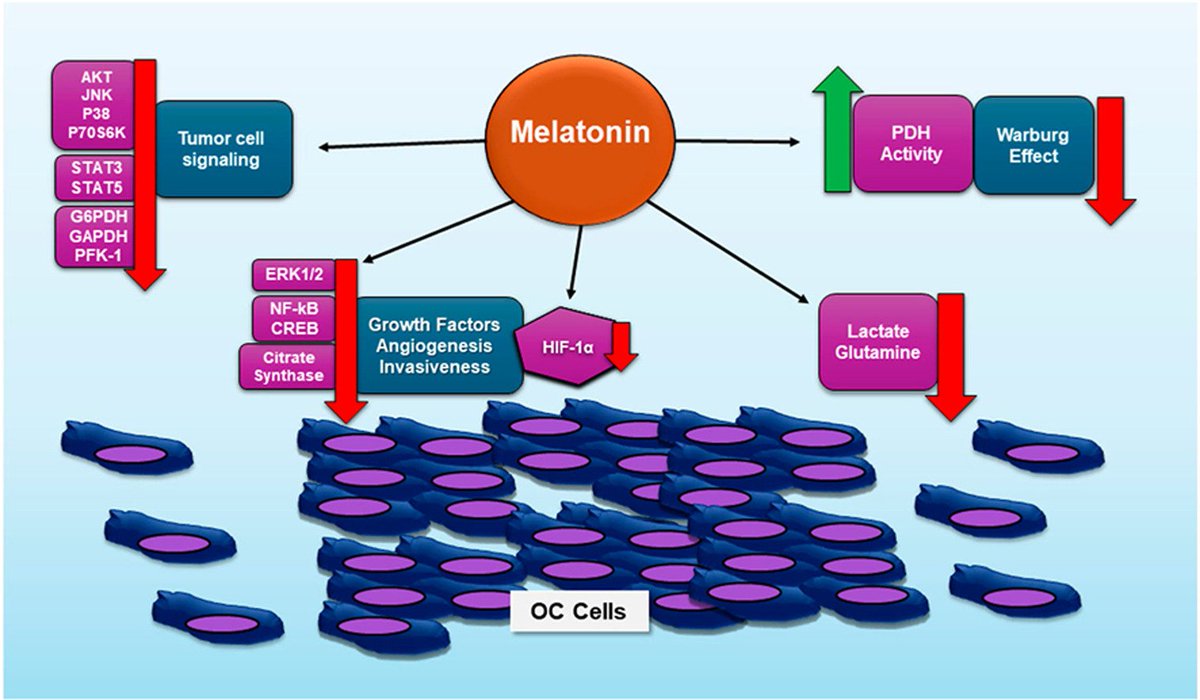 Melatonin
AKT
JNK
P38
P70S6K
STAT3
STAT5
G6PDH
GAPDH
PFK-1
Tumor cell
signaling
PDH
Activity
Warburg
Effect
ERK1/2
NF-kB
CREB
Citrate
Synthase
Growth Factors
Angiogenesis
Invasiveness
HIF-1α
Lactate
Glutamine
OC Cells